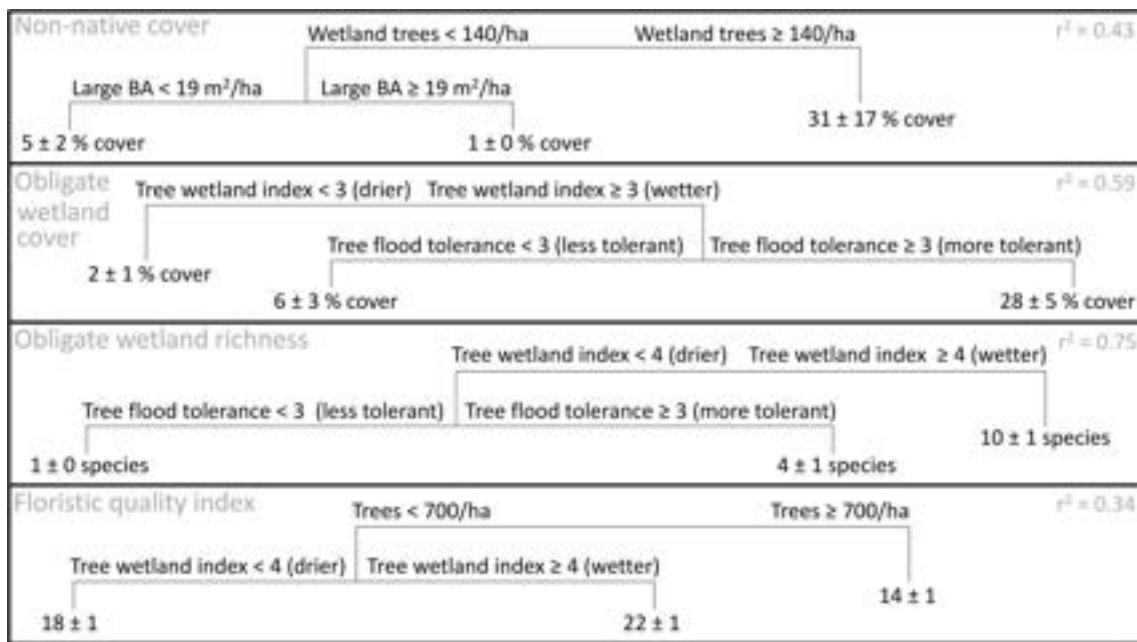 Non-native cover
Wetland trees < 140/ha Wetland trees ≥ 140/ha
r² = 0.43
Large BA < 19 m²/ha Large BA ≥ 19 m²/ha
5 ± 2 % cover 1 ± 0 % cover 31 ± 17 % cover
Obligate
wetland
cover
Tree wetland index < 3 (drier) Tree wetland index ≥ 3 (wetter)
r² = 0.59
Tree flood tolerance < 3 (less tolerant) Tree flood tolerance ≥ 3 (more tolerant)
2 ± 1 % cover
6 ± 3 % cover 28 ± 5 % cover
Obligate wetland richness
r² = 0.75
Tree wetland index < 4 (drier) Tree wetland index ≥ 4 (wetter)
Tree flood tolerance < 3 (less tolerant) Tree flood tolerance ≥ 3 (more tolerant)
10 ± 1 species
1 ± 0 species 4 ± 1 species
Floristic quality index
r² = 0.34
Trees < 700/ha Trees ≥ 700/ha
Tree wetland index < 4 (drier) Tree wetland index ≥ 4 (wetter)
14 ± 1
18 ± 1 22 ± 1